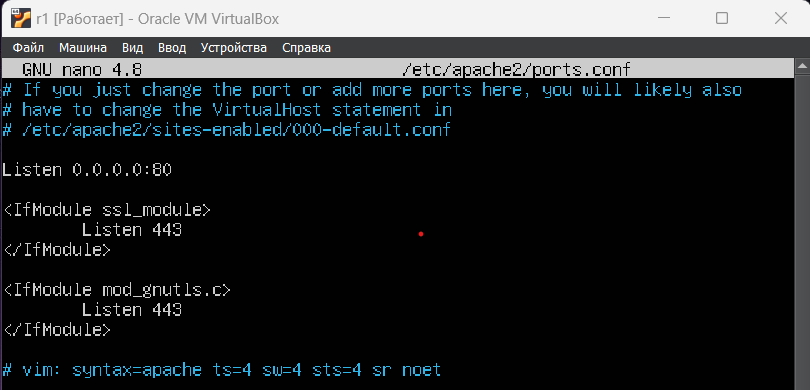 r1 [Работает] - Oracle VM VirtualBox
Файл Машина Вид Ввод Устройства Справка
GNU nano 4.8 /etc/apache2/ports.conf
# If you just change the port or add more ports here, you will likely also
# have to change the VirtualHost statement in
# /etc/apache2/sites-enabled/000-default.conf
Listen 0.0.0.0:80
<IfModule ssl_module>
Listen 443
</IfModule>
<IfModule mod_gnutls.c>
Listen 443
</IfModule>
# vim: syntax=apache ts=4 sw=4 sts=4 sr noet